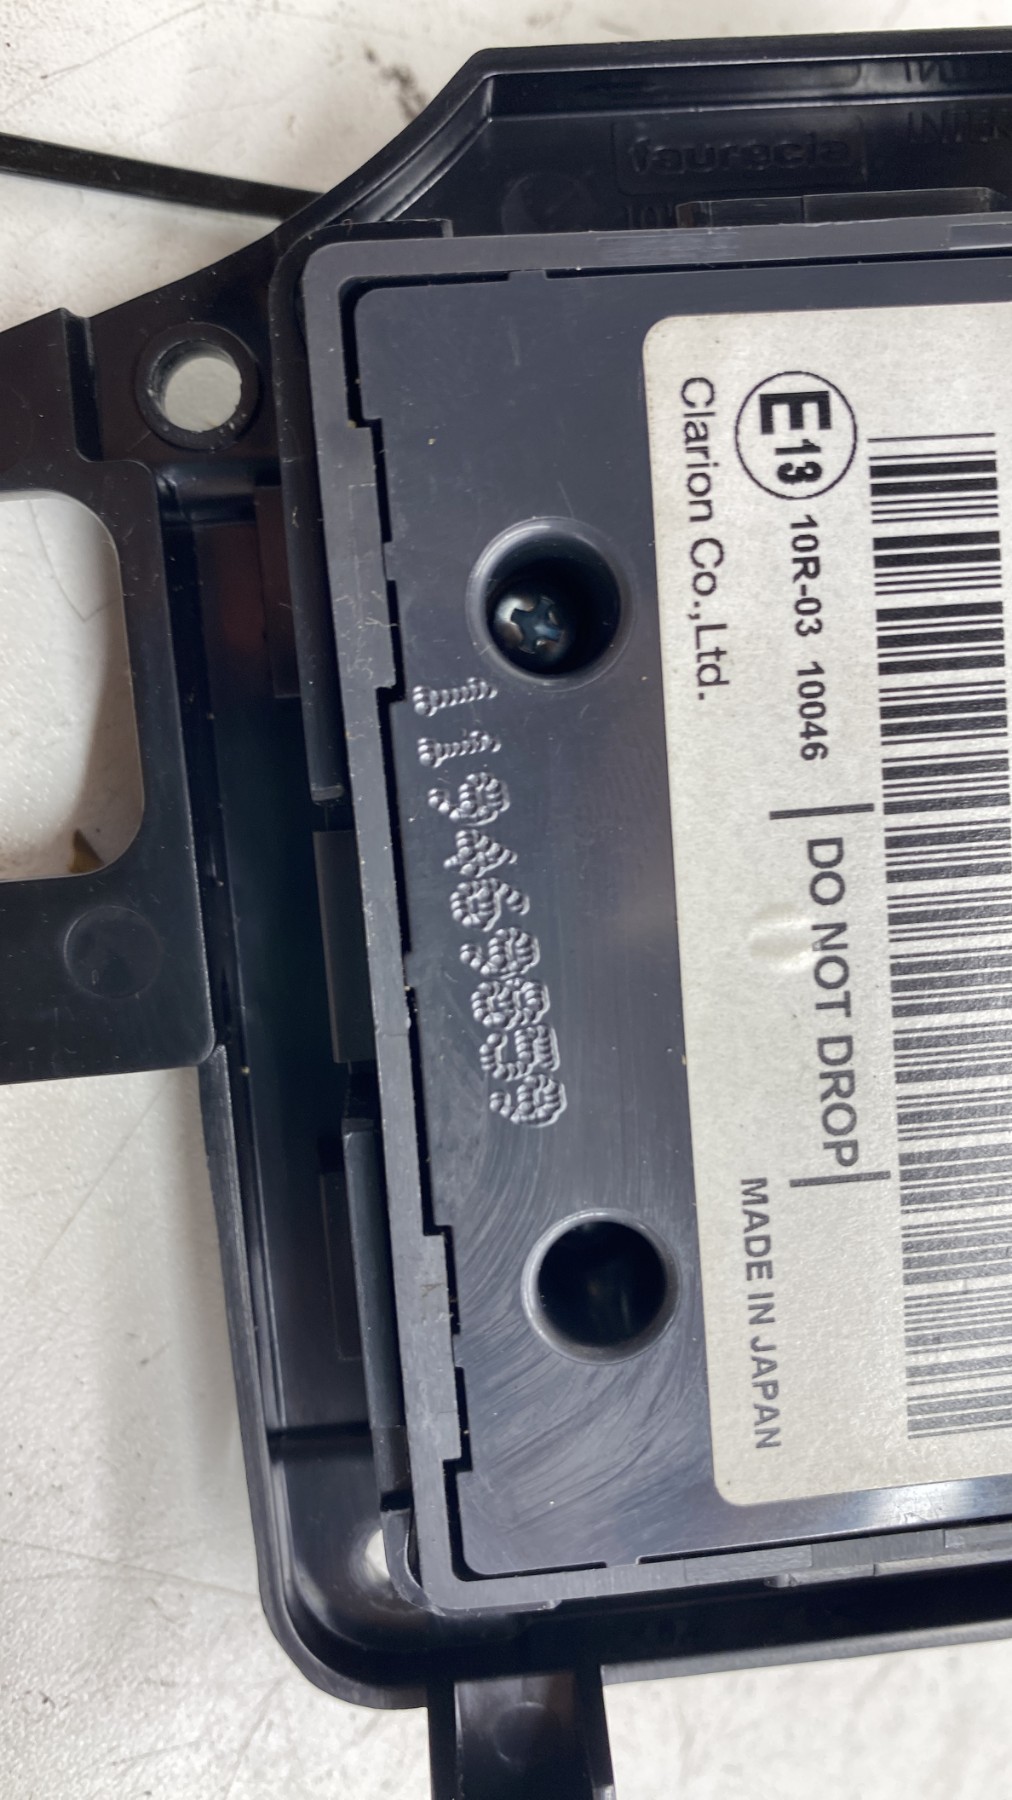 faurecia
E13 10R-03 10046
DO NOT DROP
Clarion Co.,Ltd.
MADE IN JAPAN